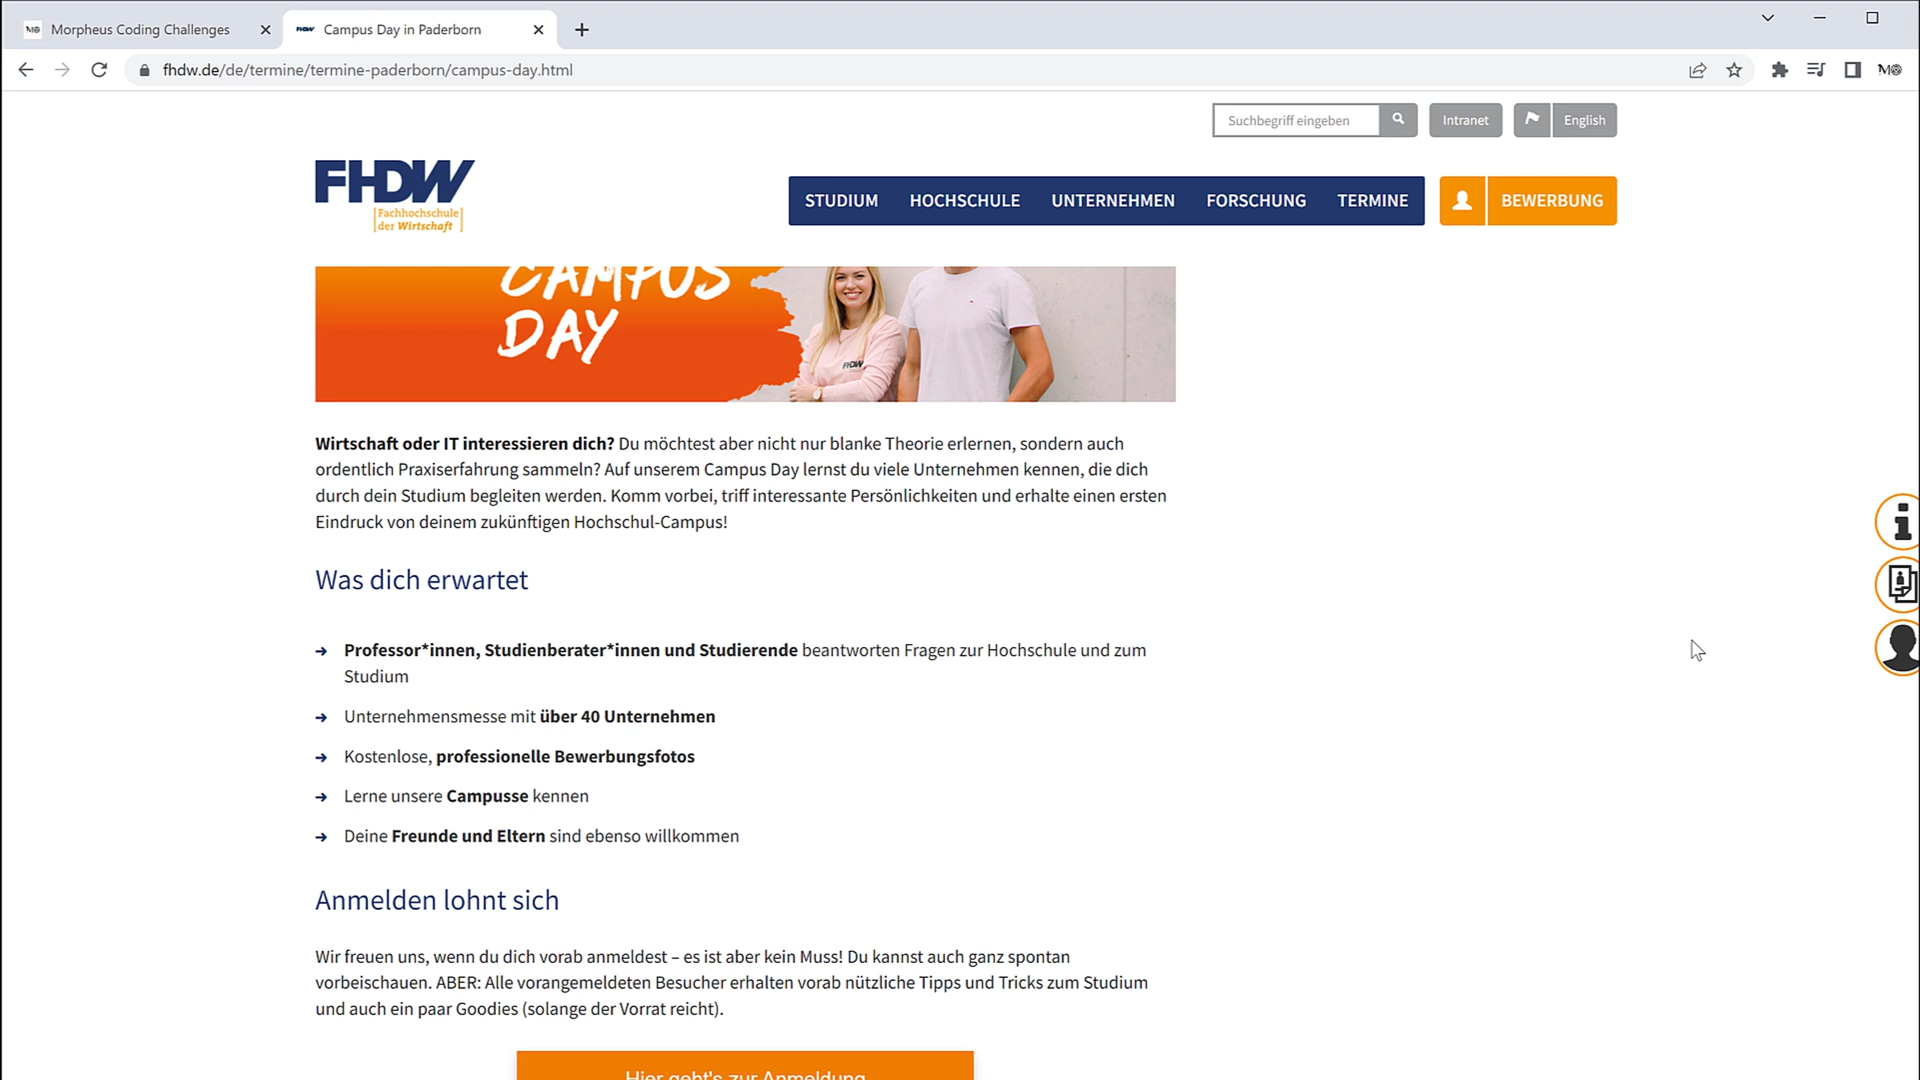 Morpheus Coding Challenges
FHDW Campus Day in Paderborn
fhdw.de/de/termine/termine-paderborn/campus-day.html
Suchbegriff eingeben
Intranet
English
FHDW
Fachhochschule
der Wirtschaft
STUDIUM HOCHSCHULE UNTERNEHMEN FORSCHUNG TERMINE
BEWERBUNG
CAMPUS
DAY
FHDW
Wirtschaft oder IT interessieren dich? Du möchtest aber nicht nur blanke Theorie erlernen, sondern auch
ordentlich Praxiserfahrung sammeln? Auf unserem Campus Day lernst du viele Unternehmen kennen, die dich
durch dein Studium begleiten werden. Komm vorbei, triff interessante Persönlichkeiten und erhalte einen ersten
Eindruck von deinem zukünftigen Hochschul-Campus!
Was dich erwartet
Professor*innen, Studienberater*innen und Studierende beantworten Fragen zur Hochschule und zum
Studium
Unternehmensmesse mit über 40 Unternehmen
Kostenlose, professionelle Bewerbungsfotos
Lerne unsere Campusse kennen
Deine Freunde und Eltern sind ebenso willkommen
Anmelden lohnt sich
Wir freuen uns, wenn du dich vorab anmeldest – es ist aber kein Muss! Du kannst auch ganz spontan
vorbeischauen. ABER: Alle vorangemeldeten Besucher erhalten vorab nützliche Tipps und Tricks zum Studium
und auch ein paar Goodies (solange der Vorrat reicht).
Hier geht's zur Anmeldung